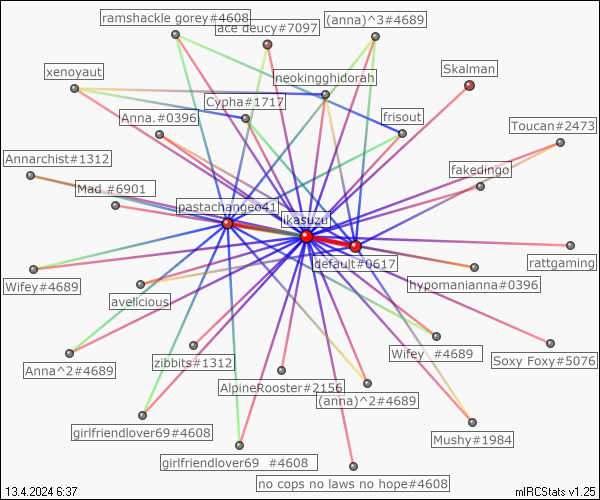 ramshackle gorey#4608
ace deucy#7097
(anna)^3#4689
xenoyaut
neokingghidorah
Skalman
Cypha#1717
Anna.#0396
frisout
Toucan#2473
Annarchist#1312
fakedingo
Mad_#6901
pastachangeo41
ikasuzu
default#0617
rattgaming
Wifey#4689
avelicious
hypomanianna#0396
zibbits#1312
Wifey_#4689
Soxy Foxy#5076
Anna^2#4689
AlpineRooster#2156
(anna)^2#4689
girlfriendlover69#4608
Mushy#1984
girlfriendlover69_#4608
no cops no laws no hope#4608
13.4.2024 6:37
mIRCStats v1.25